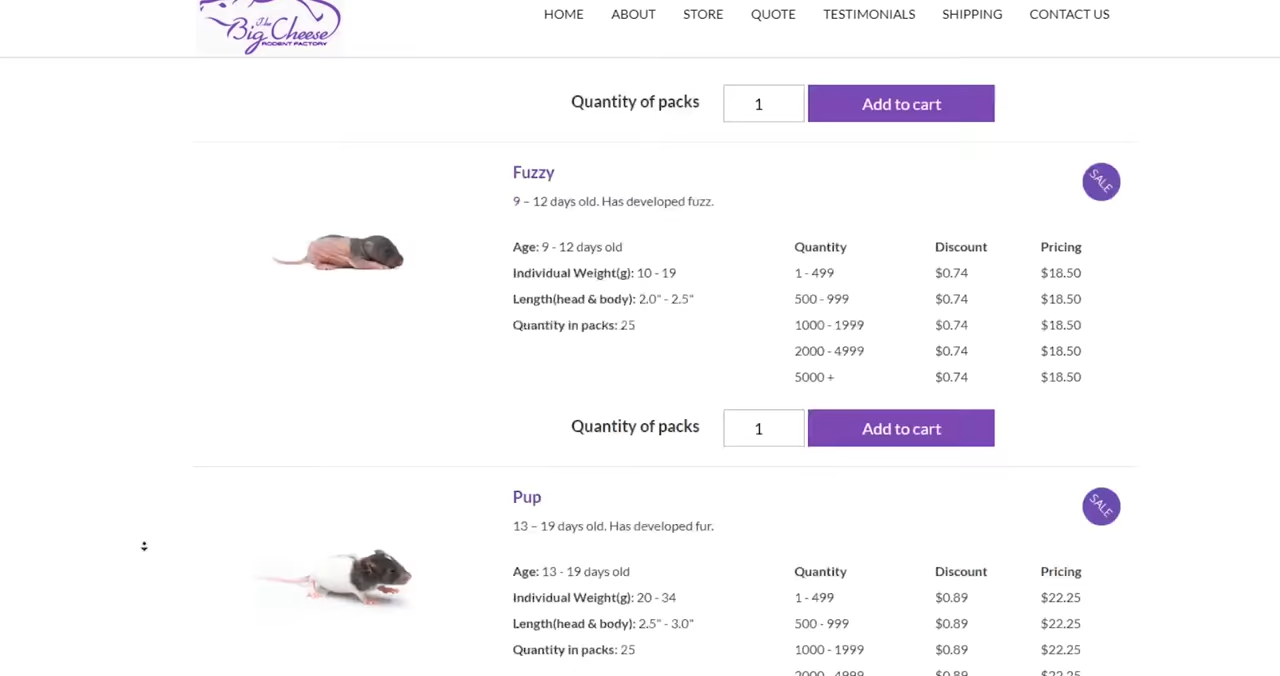 The
Big Cheese
RODENT FACTORY
HOME ABOUT STORE QUOTE TESTIMONIALS SHIPPING CONTACT US
Quantity of packs 1 Add to cart
Fuzzy
SALE
9 – 12 days old. Has developed fuzz.
Age: 9 - 12 days old Quantity Discount Pricing
Individual Weight(g): 10 - 19 1 - 499 $0.74 $18.50
Length(head & body): 2.0" - 2.5" 500 - 999 $0.74 $18.50
Quantity in packs: 25 1000 - 1999 $0.74 $18.50
2000 - 4999 $0.74 $18.50
5000 + $0.74 $18.50
Quantity of packs 1 Add to cart
Pup
SALE
13 – 19 days old. Has developed fur.
Age: 13 - 19 days old Quantity Discount Pricing
Individual Weight(g): 20 - 34 1 - 499 $0.89 $22.25
Length(head & body): 2.5" - 3.0" 500 - 999 $0.89 $22.25
Quantity in packs: 25 1000 - 1999 $0.89 $22.25
2000 - 4999 $0.89 $22.25